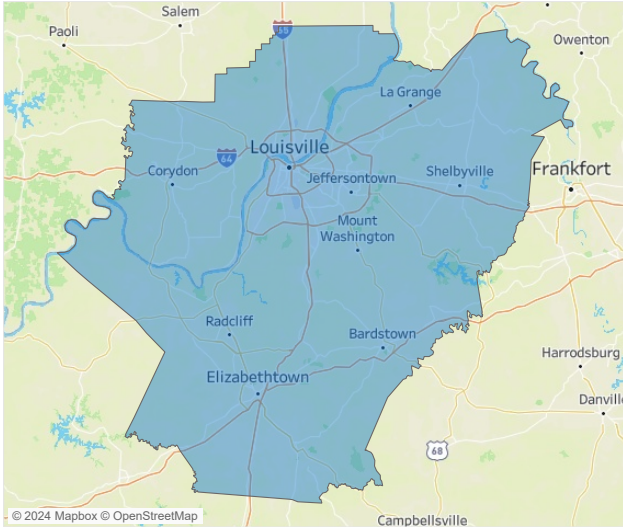 Salem
Paoli
65
Owenton
La Grange
Louisville
64
Frankfort
Corydon
Jeffersontown
Shelbyville
Mount
Washington
Radcliff
Bardstown
Harrodsburg
Elizabethtown
Danvill
68
Campbellsville
© 2024 Mapbox © OpenStreetMap